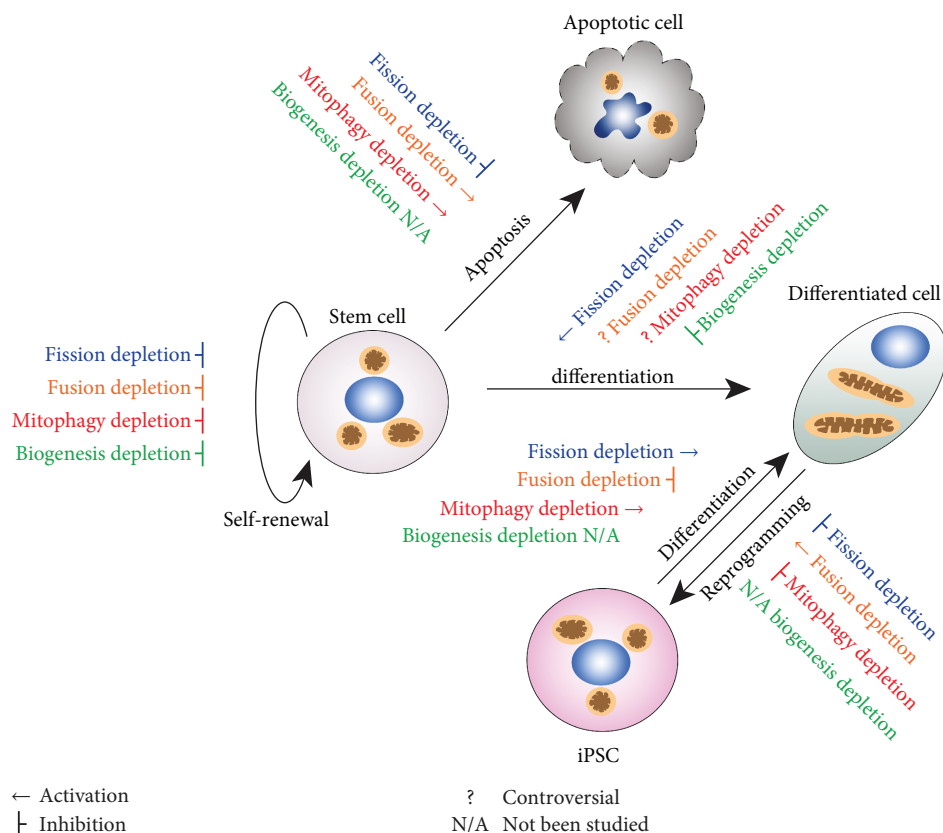 Apoptotic cell
Fission depletion ⊣
Fusion depletion →
Mitophagy depletion →
Biogenesis depletion N/A
Apoptosis
← Fission depletion
? Fusion depletion
? Mitophagy depletion
⊢ Biogenesis depletion
Differentiated cell
Stem cell
Fission depletion ⊣
Fusion depletion ⊣
Mitophagy depletion ⊣
Biogenesis depletion ⊣
differentiation
Self-renewal
Fission depletion →
Fusion depletion ⊣
Mitophagy depletion →
Biogenesis depletion N/A
Differentiation
Reprogramming
⊢ Fission depletion
← Fusion depletion
⊢ Mitophagy depletion
N/A biogenesis depletion
iPSC
← Activation
⊢ Inhibition
? Controversial
N/A Not been studied